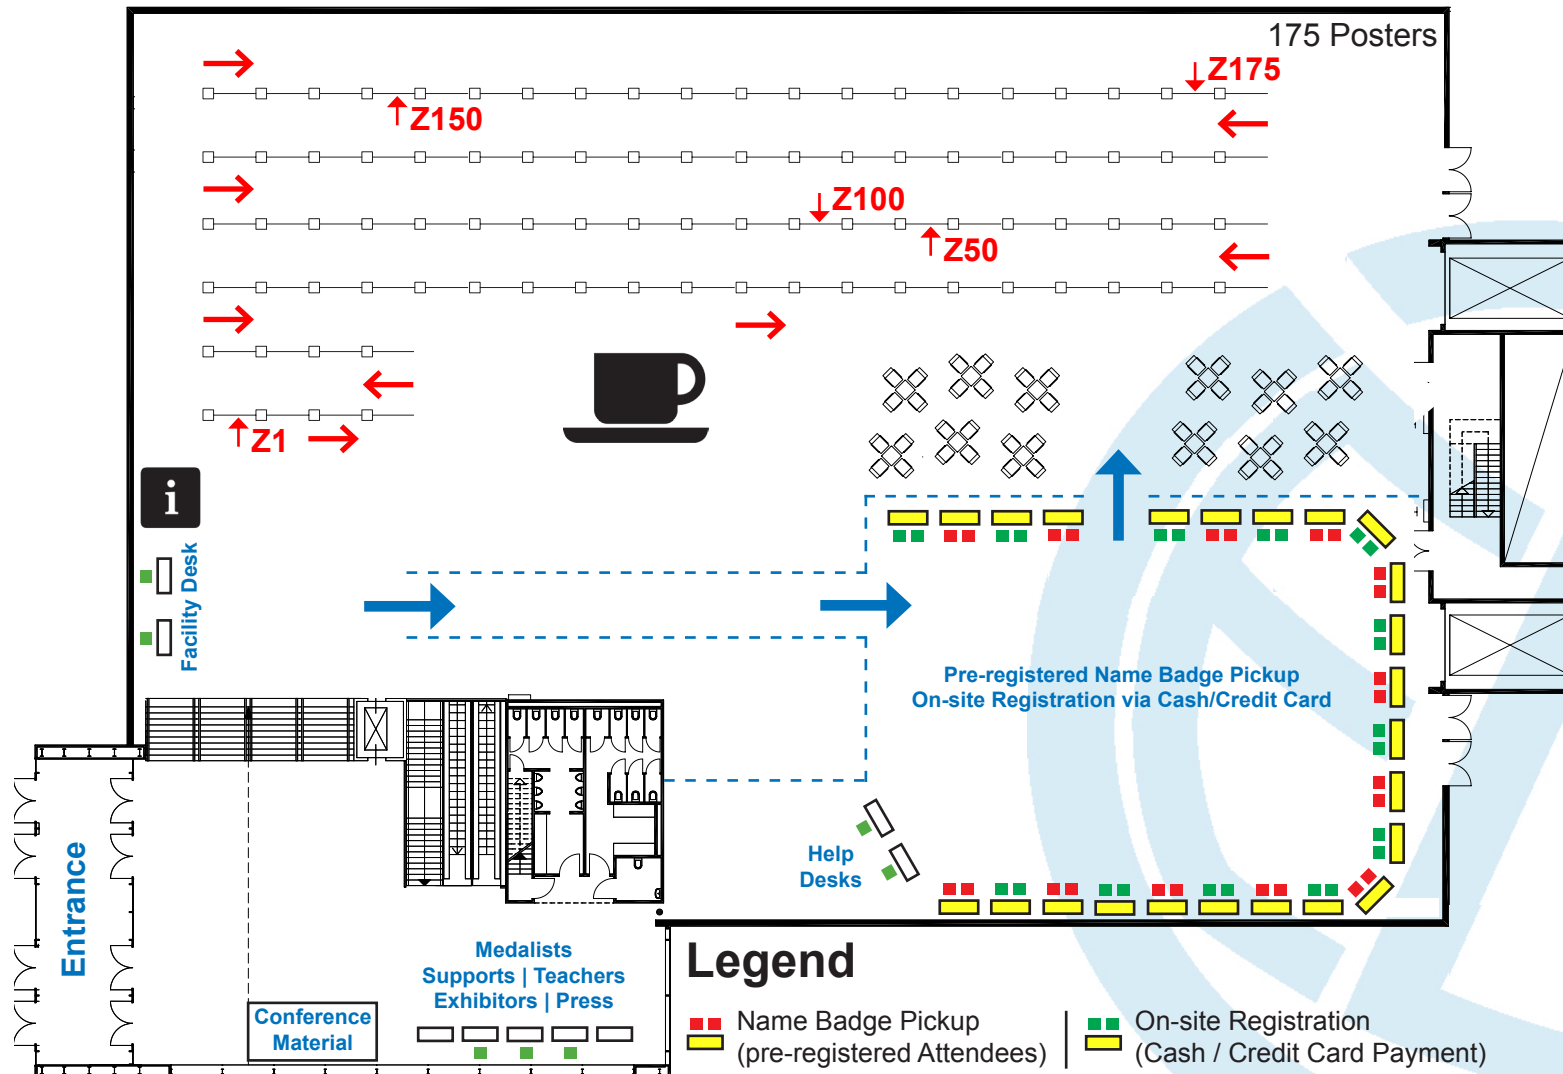 175 Posters
Z175
Z150
Z100
Z50
Z1
i
Facility Desk
Pre-registered Name Badge Pickup
On-site Registration via Cash/Credit Card
Help
Desks
Entrance
Medalists
Supports | Teachers
Exhibitors | Press
Conference
Material
Legend
Name Badge Pickup
(pre-registered Attendees)
On-site Registration
(Cash / Credit Card Payment)